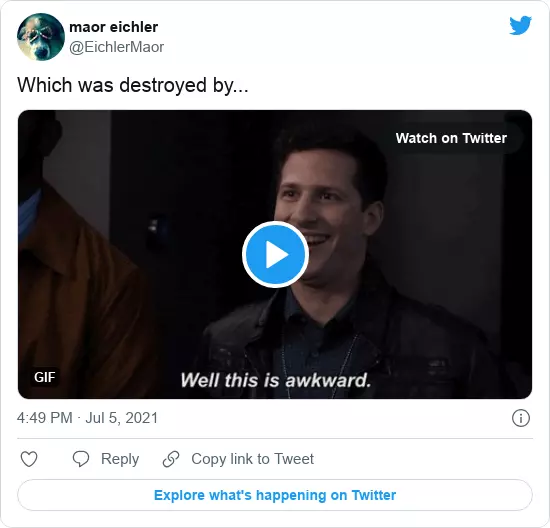 maor eichler
@EichlerMaor
Which was destroyed by...
Watch on Twitter
GIF
Well this is awkward.
4:49 PM · Jul 5, 2021
Reply
Copy link to Tweet
Explore what's happening on Twitter